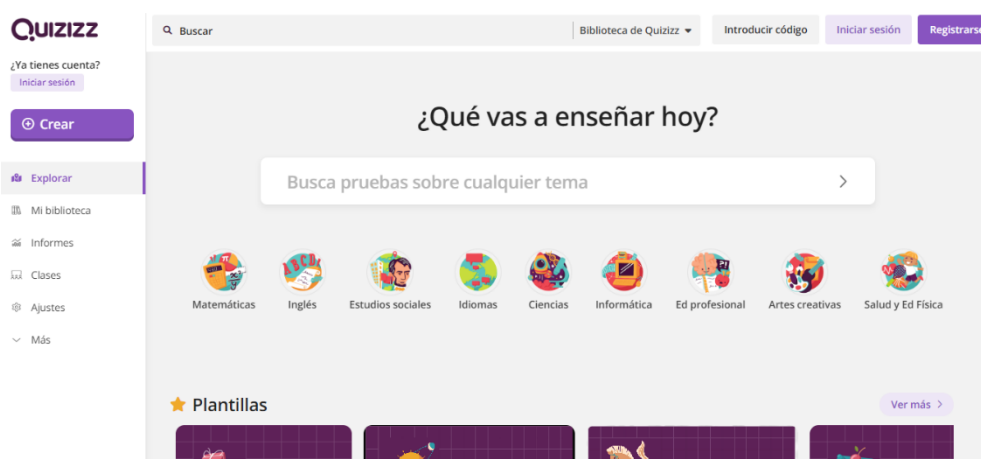 QUIZIZZ
Buscar
Biblioteca de Quizizz
Introducir código
Iniciar sesión
Registrarse
¿Ya tienes cuenta?
Iniciar sesión
Crear
Explorar
Mi biblioteca
Informes
Clases
Ajustes
Más
¿Qué vas a enseñar hoy?
Busca pruebas sobre cualquier tema
Matemáticas
Inglés
Estudios sociales
Idiomas
Ciencias
Informática
Ed profesional
Artes creativas
Salud y Ed Física
Plantillas
Ver más